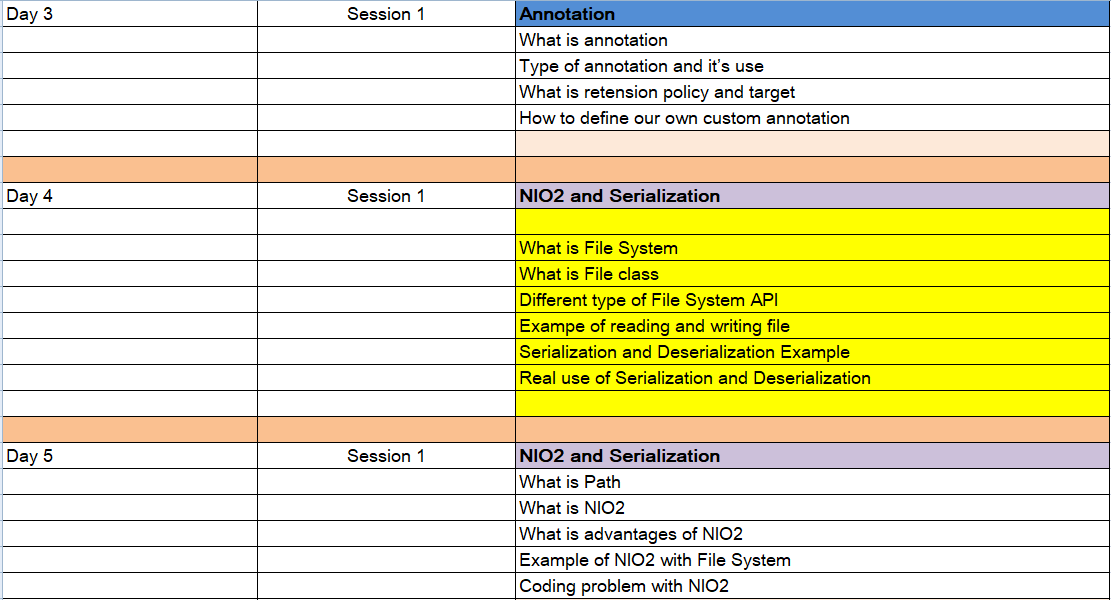 Day 3 Session 1 Annotation
What is annotation
Type of annotation and it’s use
What is retension policy and target
How to define our own custom annotation
Day 4 Session 1 NIO2 and Serialization
What is File System
What is File class
Different type of File System API
Exampe of reading and writing file
Serialization and Deserialization Example
Real use of Serialization and Deserialization
Day 5 Session 1 NIO2 and Serialization
What is Path
What is NIO2
What is advantages of NIO2
Example of NIO2 with File System
Coding problem with NIO2